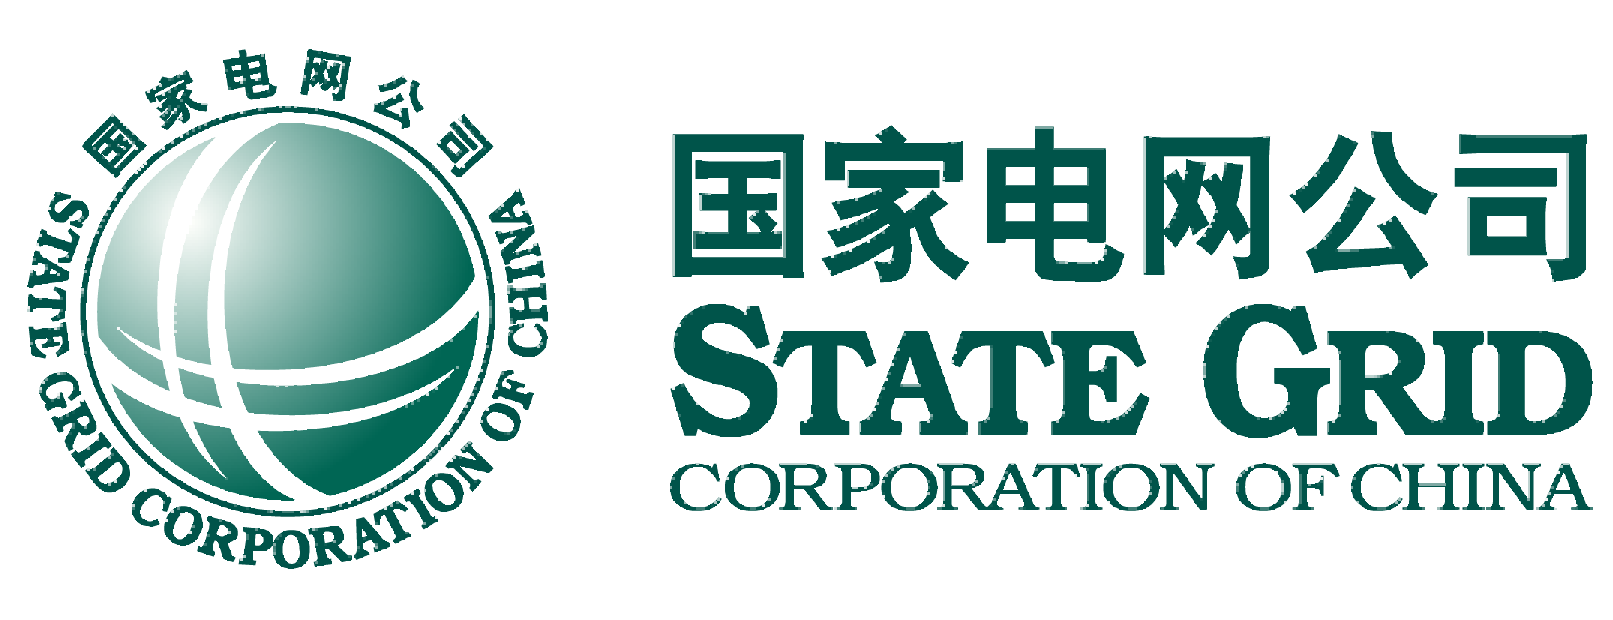 国家电网公司
STATE GRID CORPORATION OF CHINA
国家电网公司
STATE GRID
CORPORATION OF CHINA